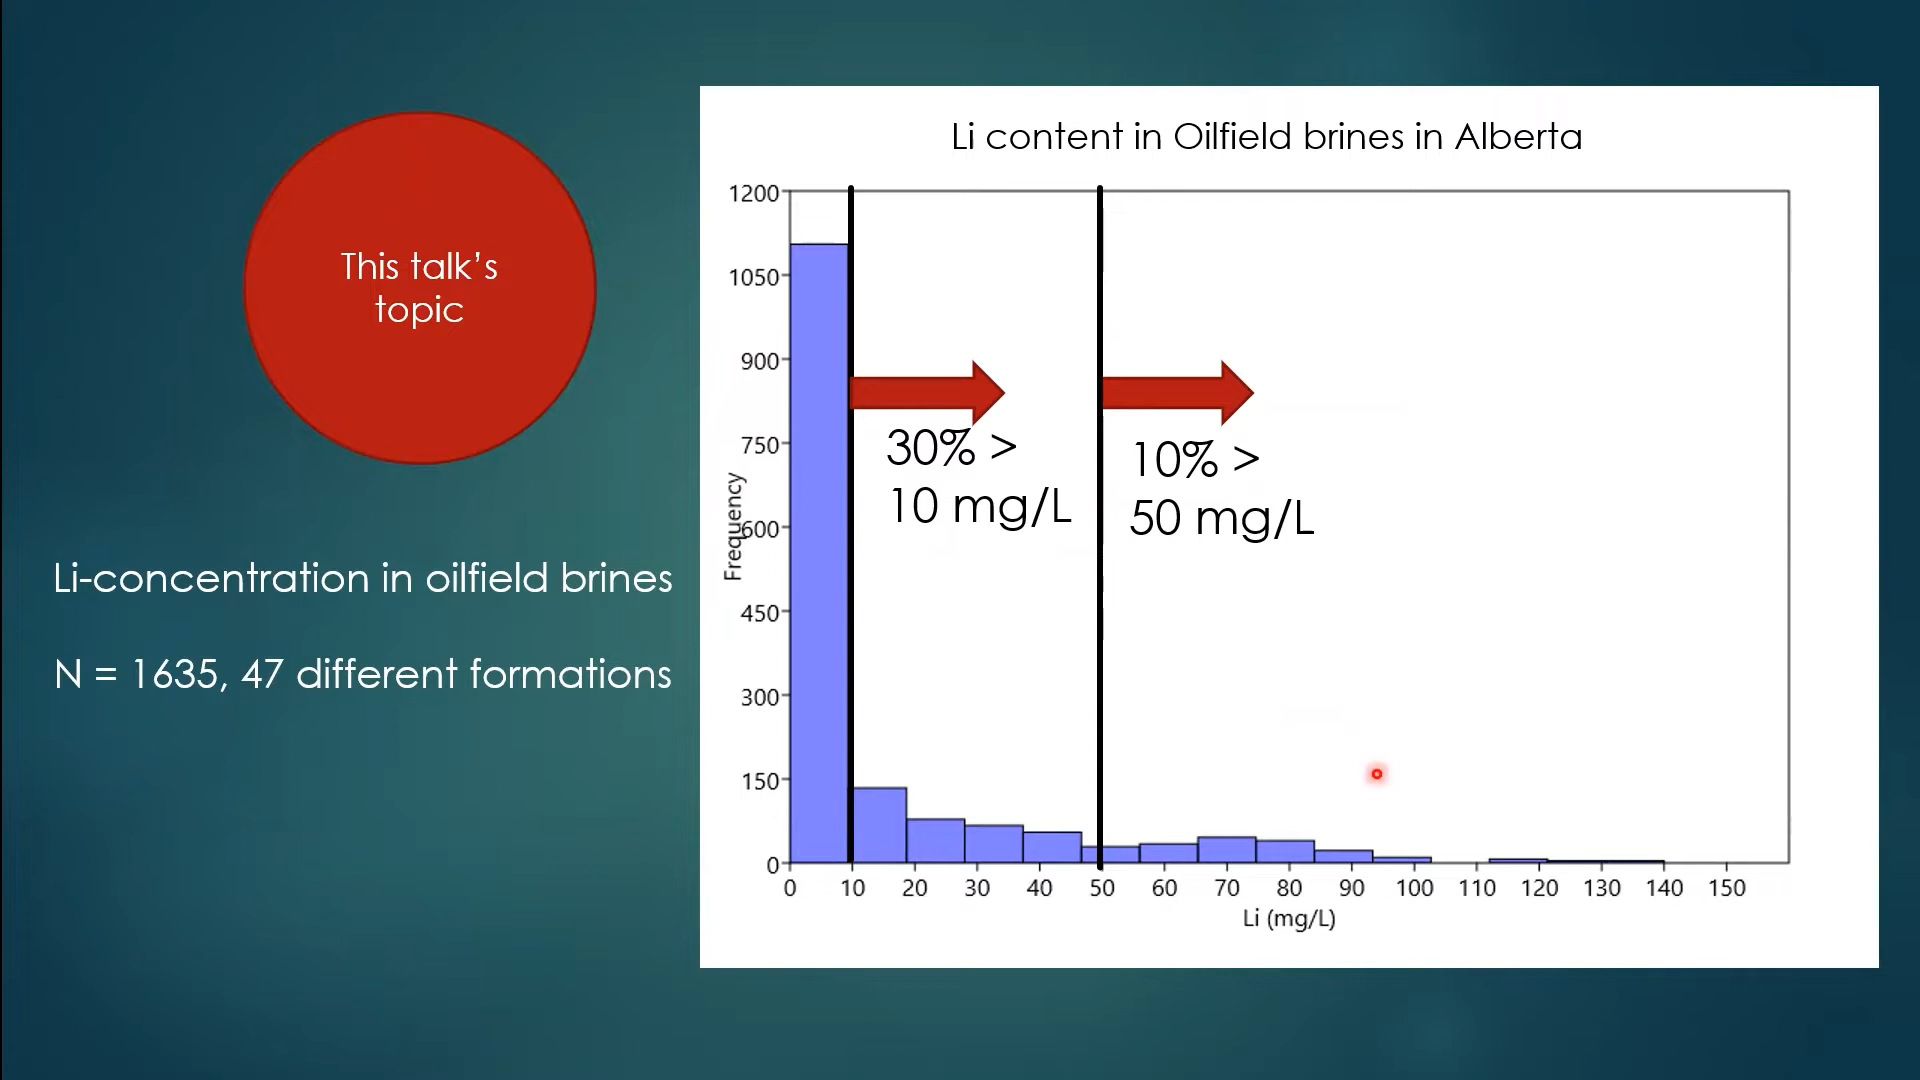 This talk’s
topic
Li-concentration in oilfield brines
N = 1635, 47 different formations
Li content in Oilfield brines in Alberta
1200
1050
900
750
600
450
300
150
0
Frequency
30% >
10 mg/L
10% >
50 mg/L
0 10 20 30 40 50 60 70 80 90 100 110 120 130 140 150
Li (mg/L)